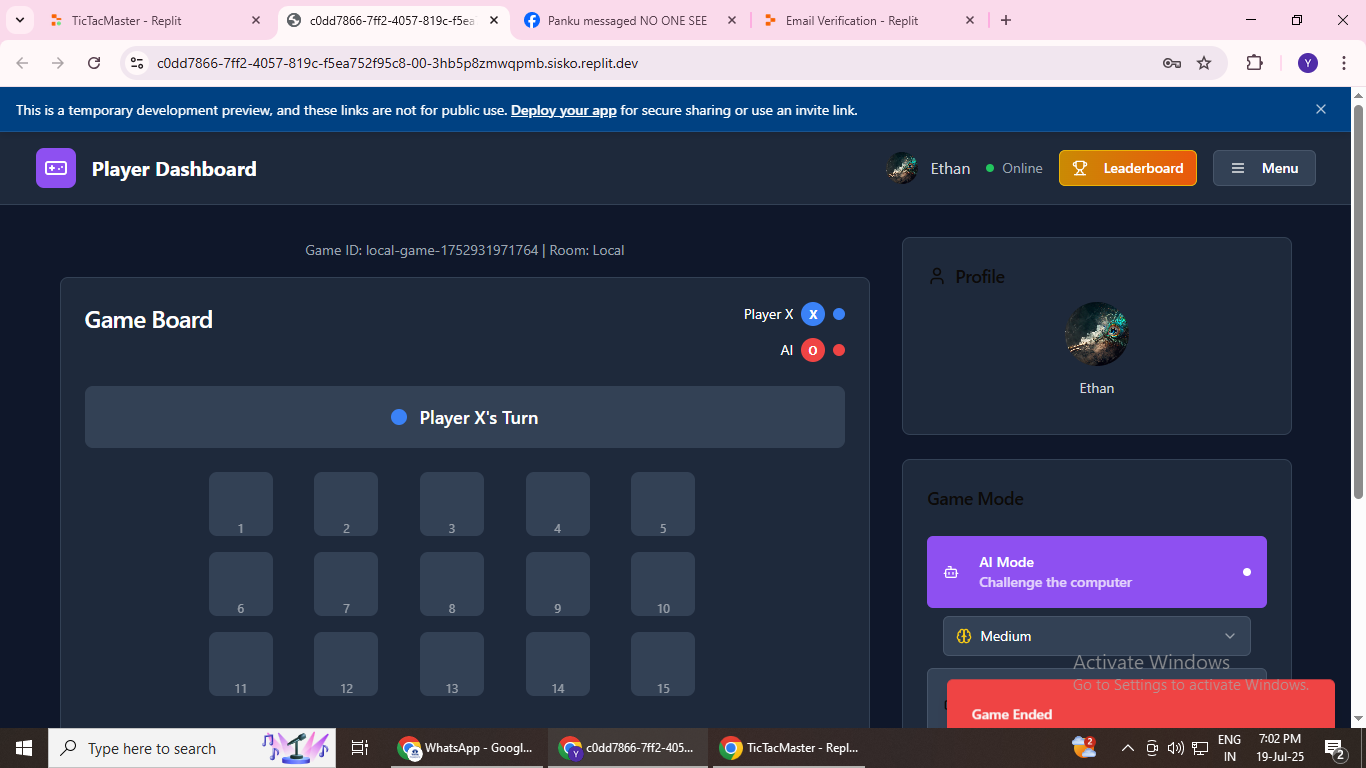 TicTacMaster - Replit
c0dd7866-7ff2-4057-819c-f5ea
Panku messaged NO ONE SEE
Email Verification - Replit
c0dd7866-7ff2-4057-819c-f5ea752f95c8-00-3hb5p8zmwqpmb.sisko.replit.dev
Y
This is a temporary development preview, and these links are not for public use. Deploy your app for secure sharing or use an invite link.
Player Dashboard
Ethan
Online
Leaderboard
Menu
Game ID: local-game-1752931971764 | Room: Local
Game Board
Player X X
AI O
Player X's Turn
1 2 3 4 5
6 7 8 9 10
11 12 13 14 15
Profile
Ethan
Game Mode
AI Mode
Challenge the computer
Medium
Activate Windows
Go to Settings to activate Windows.
Game Ended
Type here to search
WhatsApp - Googl...
c0dd7866-7ff2-405...
TicTacMaster - Repl...
2
ENG
IN
7:02 PM
19-Jul-25
2